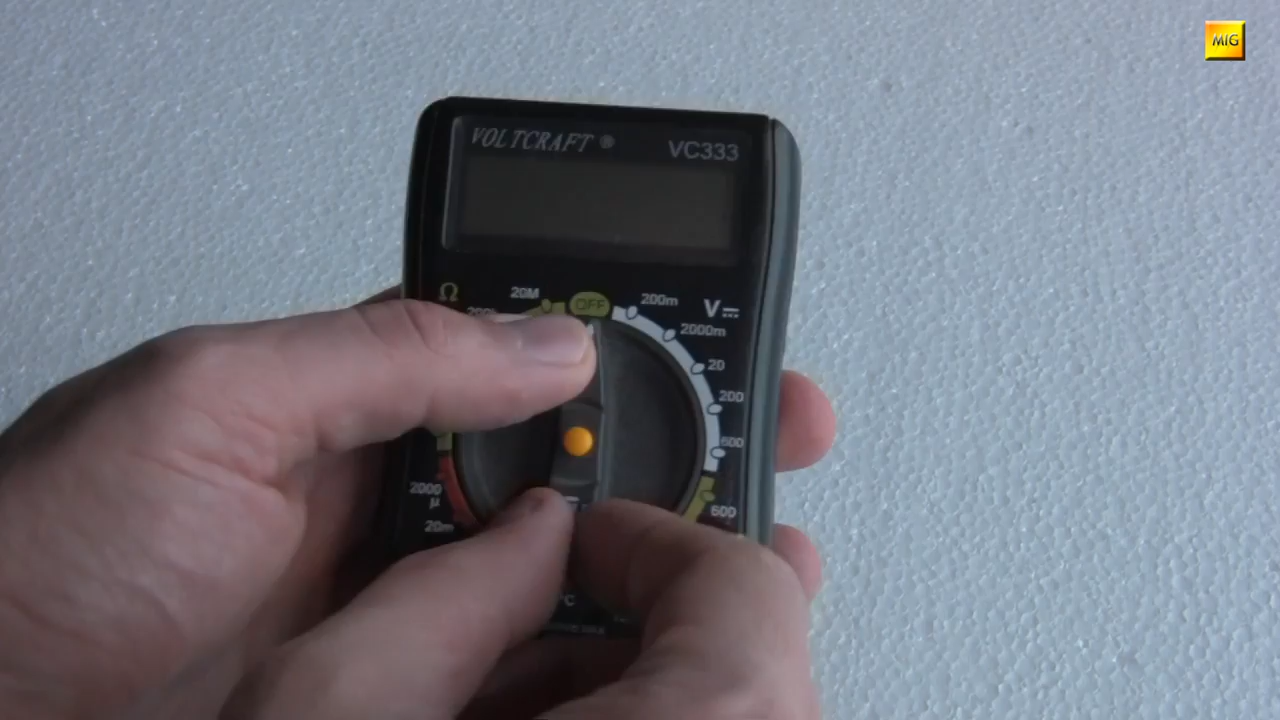 MIG
VOLTCRAFT ®
VC333
Ω
20M
OFF
200m
V
2000m
20
200
600
2000
µ
20m
600
°C